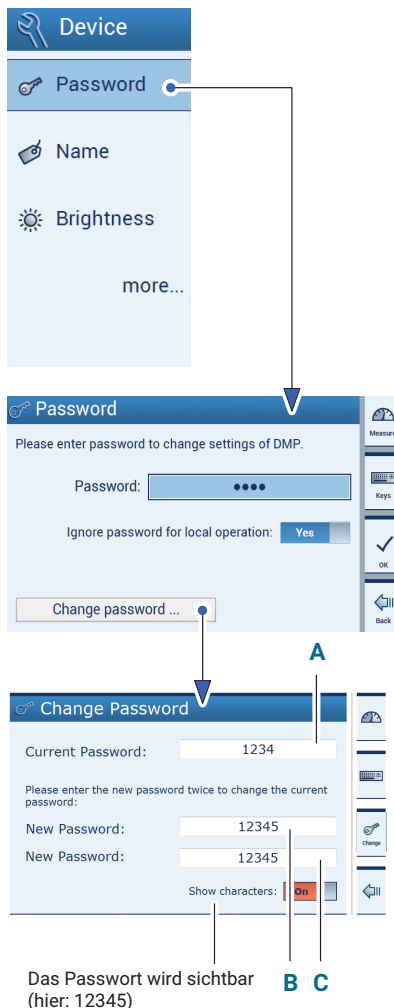 Device
Password
Name
Brightness
more...
Password
Please enter password to change settings of DMP.
Password: ••••
Ignore password for local operation: Yes
Change password ...
Measure
Keys
OK
Back
A
Change Password
Current Password: 1234
Please enter the new password twice to change the current
password:
New Password: 12345
New Password: 12345
Show characters: On
Change
Das Passwort wird sichtbar
(hier: 12345)
B C